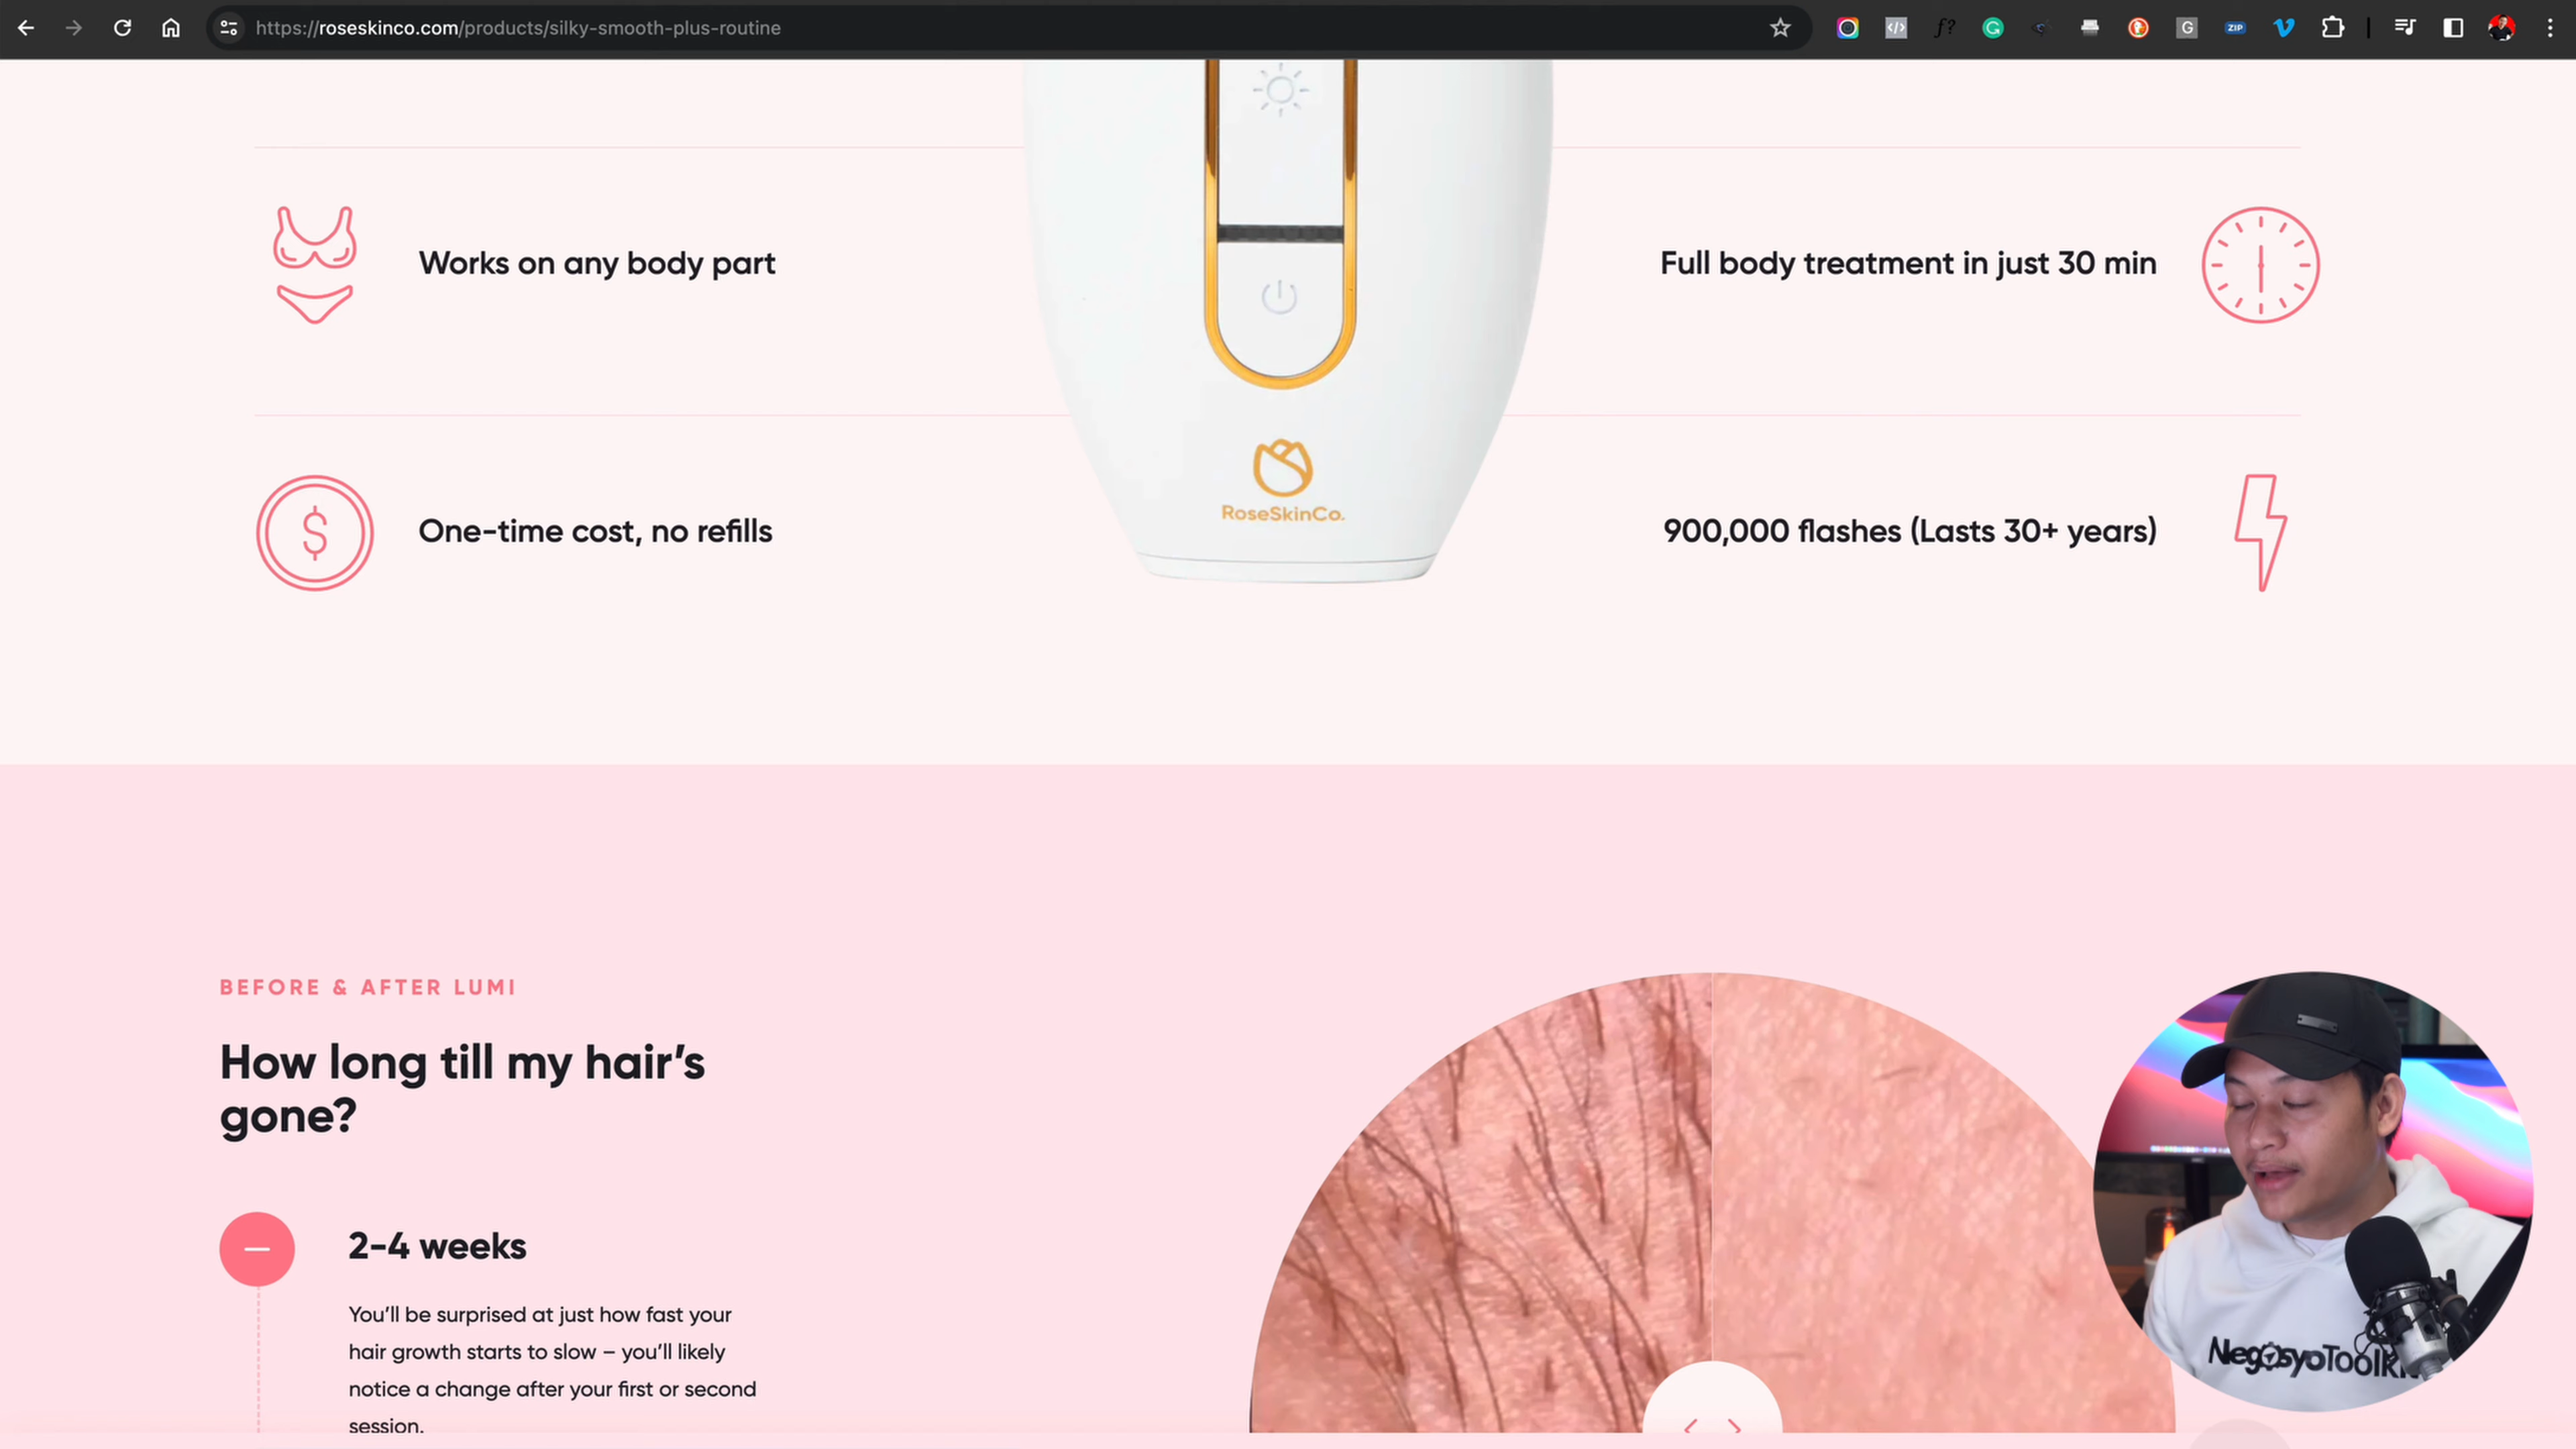 https://roseskinco.com/products/silky-smooth-plus-routine
Works on any body part
Full body treatment in just 30 min
One-time cost, no refills
RoseSkinCo.
900,000 flashes (Lasts 30+ years)
BEFORE & AFTER LUMI
How long till my hair’s
gone?
2-4 weeks
You’ll be surprised at just how fast your
hair growth starts to slow – you’ll likely
notice a change after your first or second
session.
ZIP